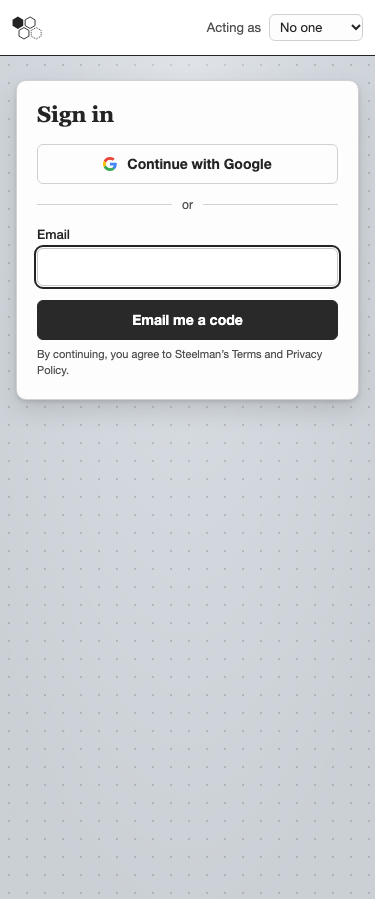 Acting as No one
Sign in
Continue with Google
or
Email
Email me a code
By continuing, you agree to Steelman’s Terms and Privacy
Policy.